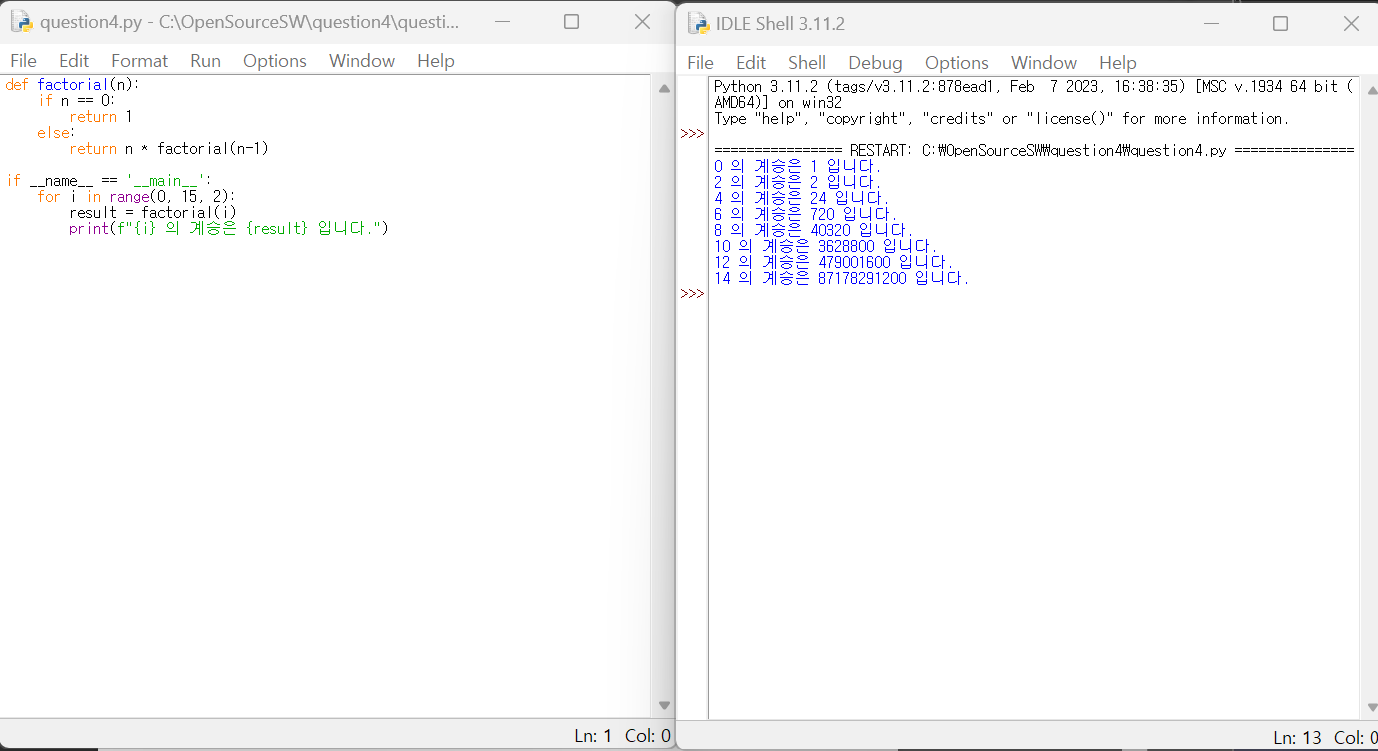 question4.py - C:\OpenSourceSW\question4\questi...
File Edit Format Run Options Window Help
def factorial(n):
    if n == 0:
        return 1
    else:
        return n * factorial(n-1)
if __name__ == '__main__':
    for i in range(0, 15, 2):
        result = factorial(i)
        print(f"{i} 의 계승은 {result} 입니다.")
Ln: 1 Col: 0
IDLE Shell 3.11.2
File Edit Shell Debug Options Window Help
Python 3.11.2 (tags/v3.11.2:878ead1, Feb  7 2023, 16:38:35) [MSC v.1934 64 bit (
AMD64)] on win32
Type "help", "copyright", "credits" or "license()" for more information.
>>>
================ RESTART: C:₩OpenSourceSW₩question4₩question4.py ===============
0 의 계승은 1 입니다.
2 의 계승은 2 입니다.
4 의 계승은 24 입니다.
6 의 계승은 720 입니다.
8 의 계승은 40320 입니다.
10 의 계승은 3628800 입니다.
12 의 계승은 479001600 입니다.
14 의 계승은 87178291200 입니다.
>>>
Ln: 13 Col: 0